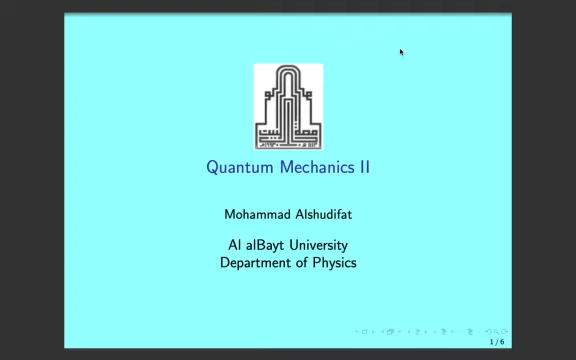 Quantum Mechanics II
Mohammad Alshudifat
Al alBayt University
Department of Physics
1 / 6